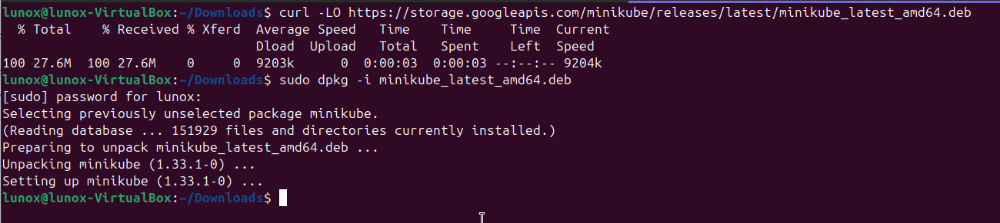 lunox@lunox-VirtualBox:~/Downloads$ curl -LO https://storage.googleapis.com/minikube/releases/latest/minikube_latest_amd64.deb
  % Total    % Received % Xferd  Average Speed   Time    Time     Time  Current
                                 Dload  Upload   Total   Spent    Left  Speed
100 27.6M  100 27.6M    0     0  9203k      0  0:00:03  0:00:03 --:--:-- 9204k
lunox@lunox-VirtualBox:~/Downloads$ sudo dpkg -i minikube_latest_amd64.deb
[sudo] password for lunox:
Selecting previously unselected package minikube.
(Reading database ... 151929 files and directories currently installed.)
Preparing to unpack minikube_latest_amd64.deb ...
Unpacking minikube (1.33.1-0) ...
Setting up minikube (1.33.1-0) ...
lunox@lunox-VirtualBox:~/Downloads$